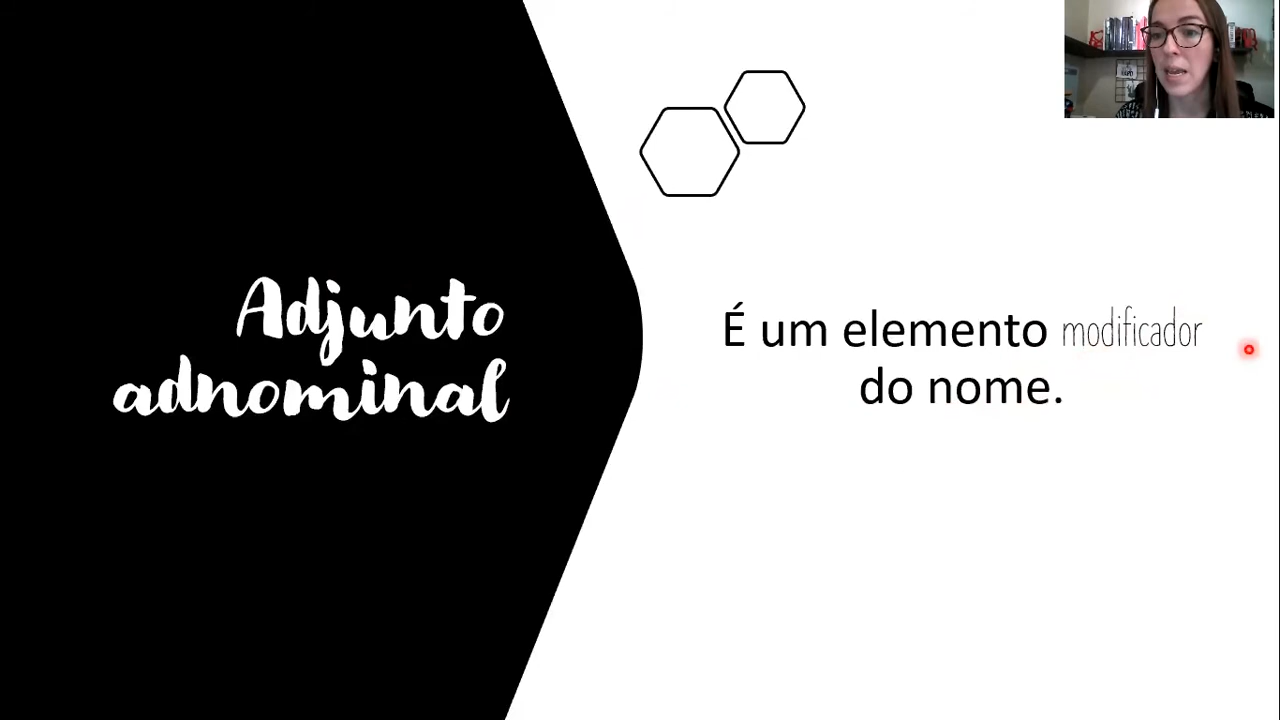 Adjunto
adnominal
É um elemento modificador
do nome.